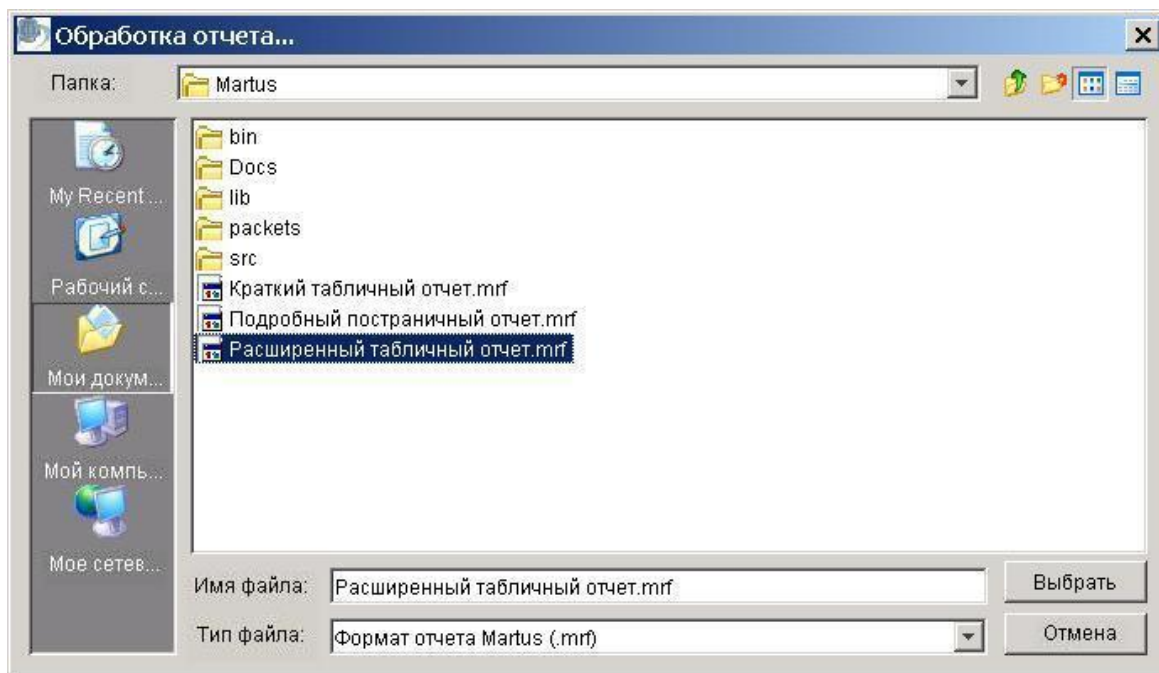 Обработка отчета...
Папка:
Martus
My Recent ...
Рабочий с...
Мои докум...
Мой компь...
Мое сетев...
bin
Docs
lib
packets
src
Краткий табличный отчет.mrf
Подробный постраничный отчет.mrf
Расширенный табличный отчет.mrf
Имя файла:
Расширенный табличный отчет.mrf
Выбрать
Тип файла:
Формат отчета Martus (.mrf)
Отмена